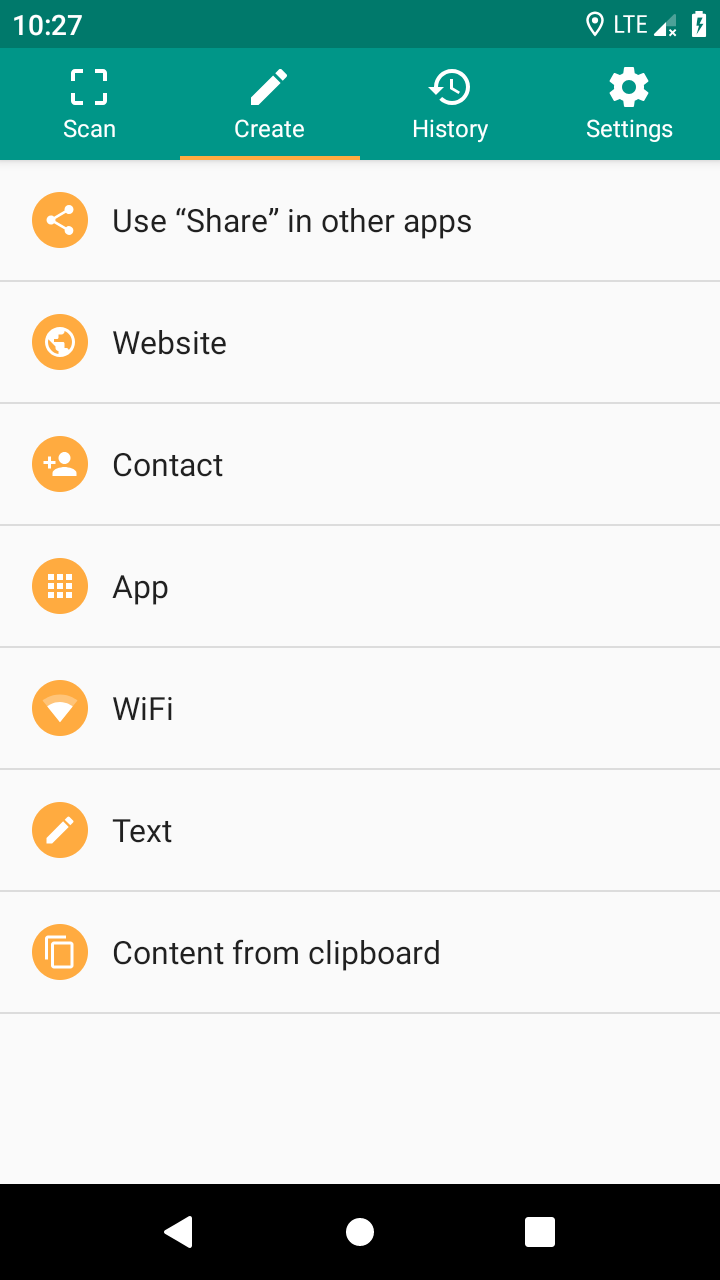 10:27
LTE
Scan
Create
History
Settings
Use “Share” in other apps
Website
Contact
App
WiFi
Text
Content from clipboard